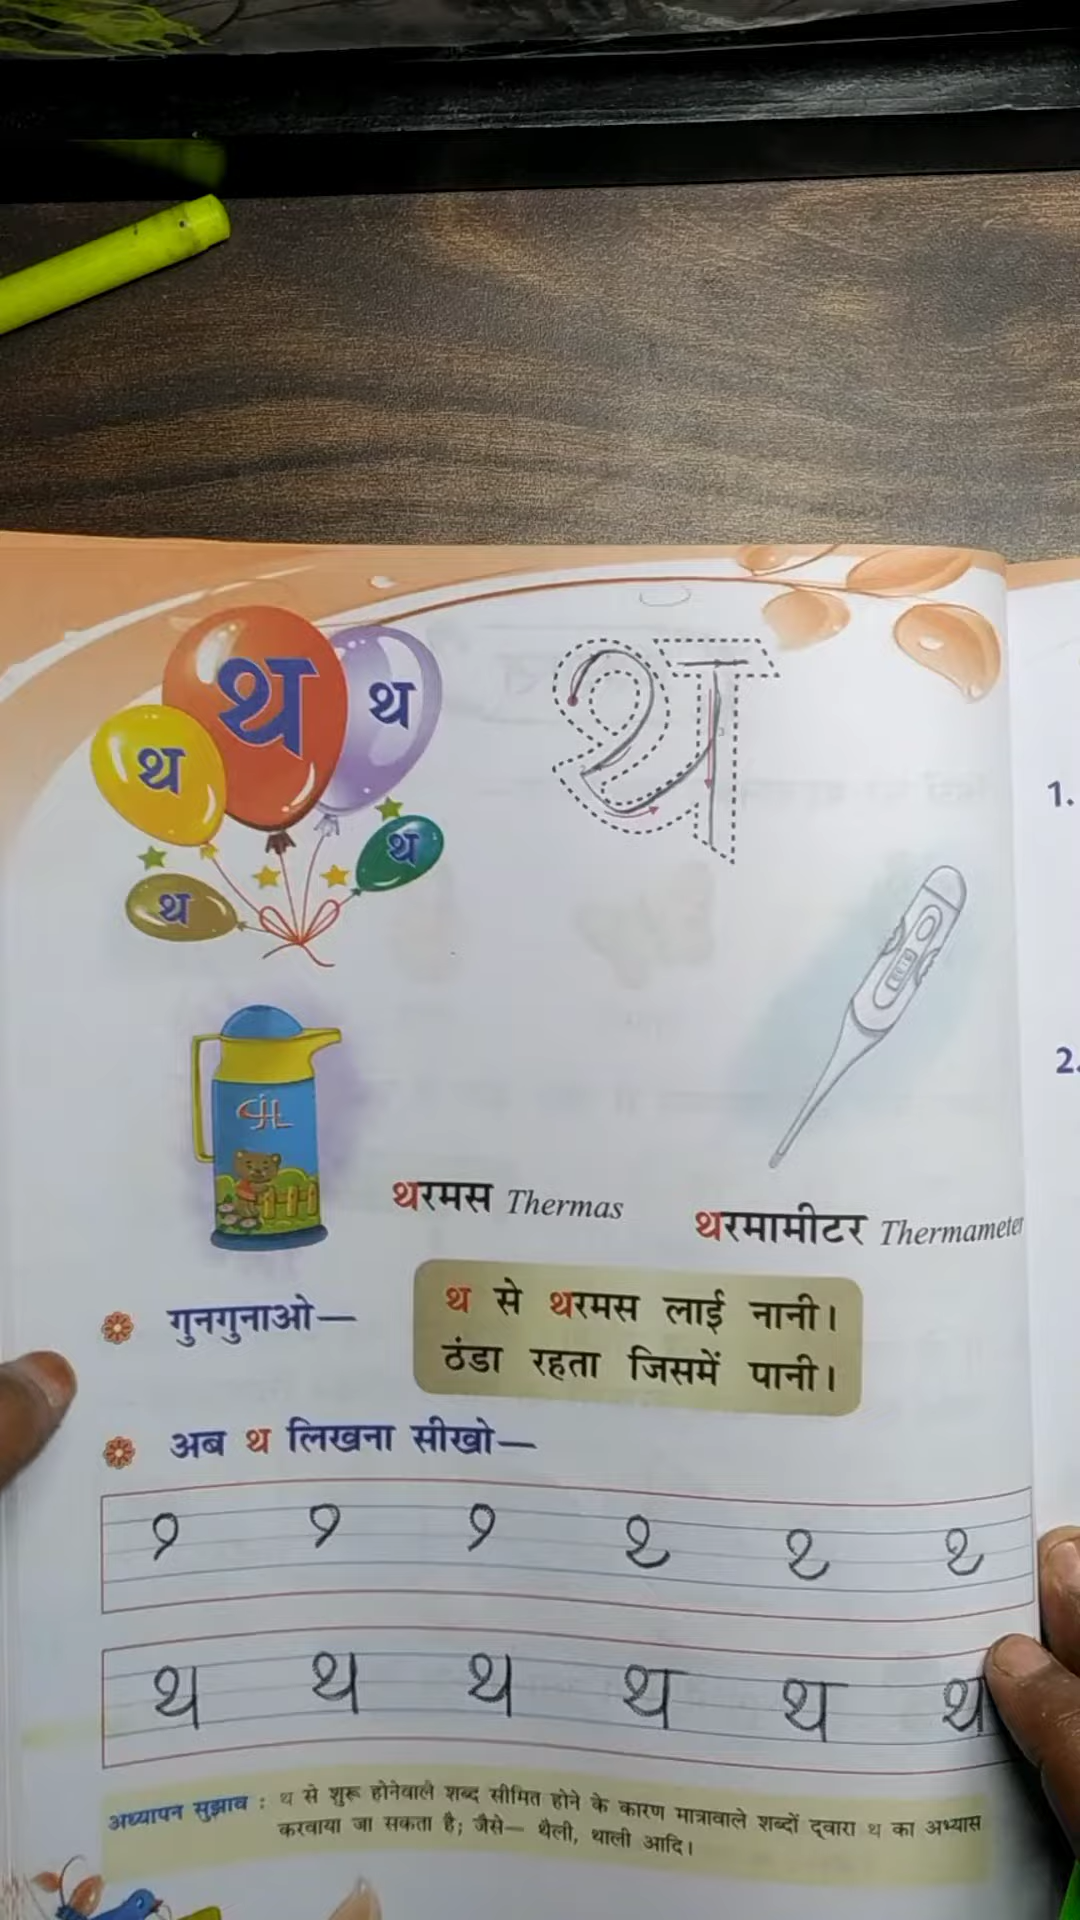 थ
थ
थ
थ
थ
थ
1.
2.
थरमस Thermas
थरमामीटर Thermameter
गुनगुनाओ—
थ से थरमस लाई नानी।
ठंडा रहता जिसमें पानी।
अब थ लिखना सीखो—
थ थ थ थ थ थ
अध्यापन सुझाव : थ से शुरू होनेवाले शब्द सीमित होने के कारण मात्रावाले शब्दों द्वारा थ का अभ्यास
करवाया जा सकता है; जैसे— थैली, थाली आदि।